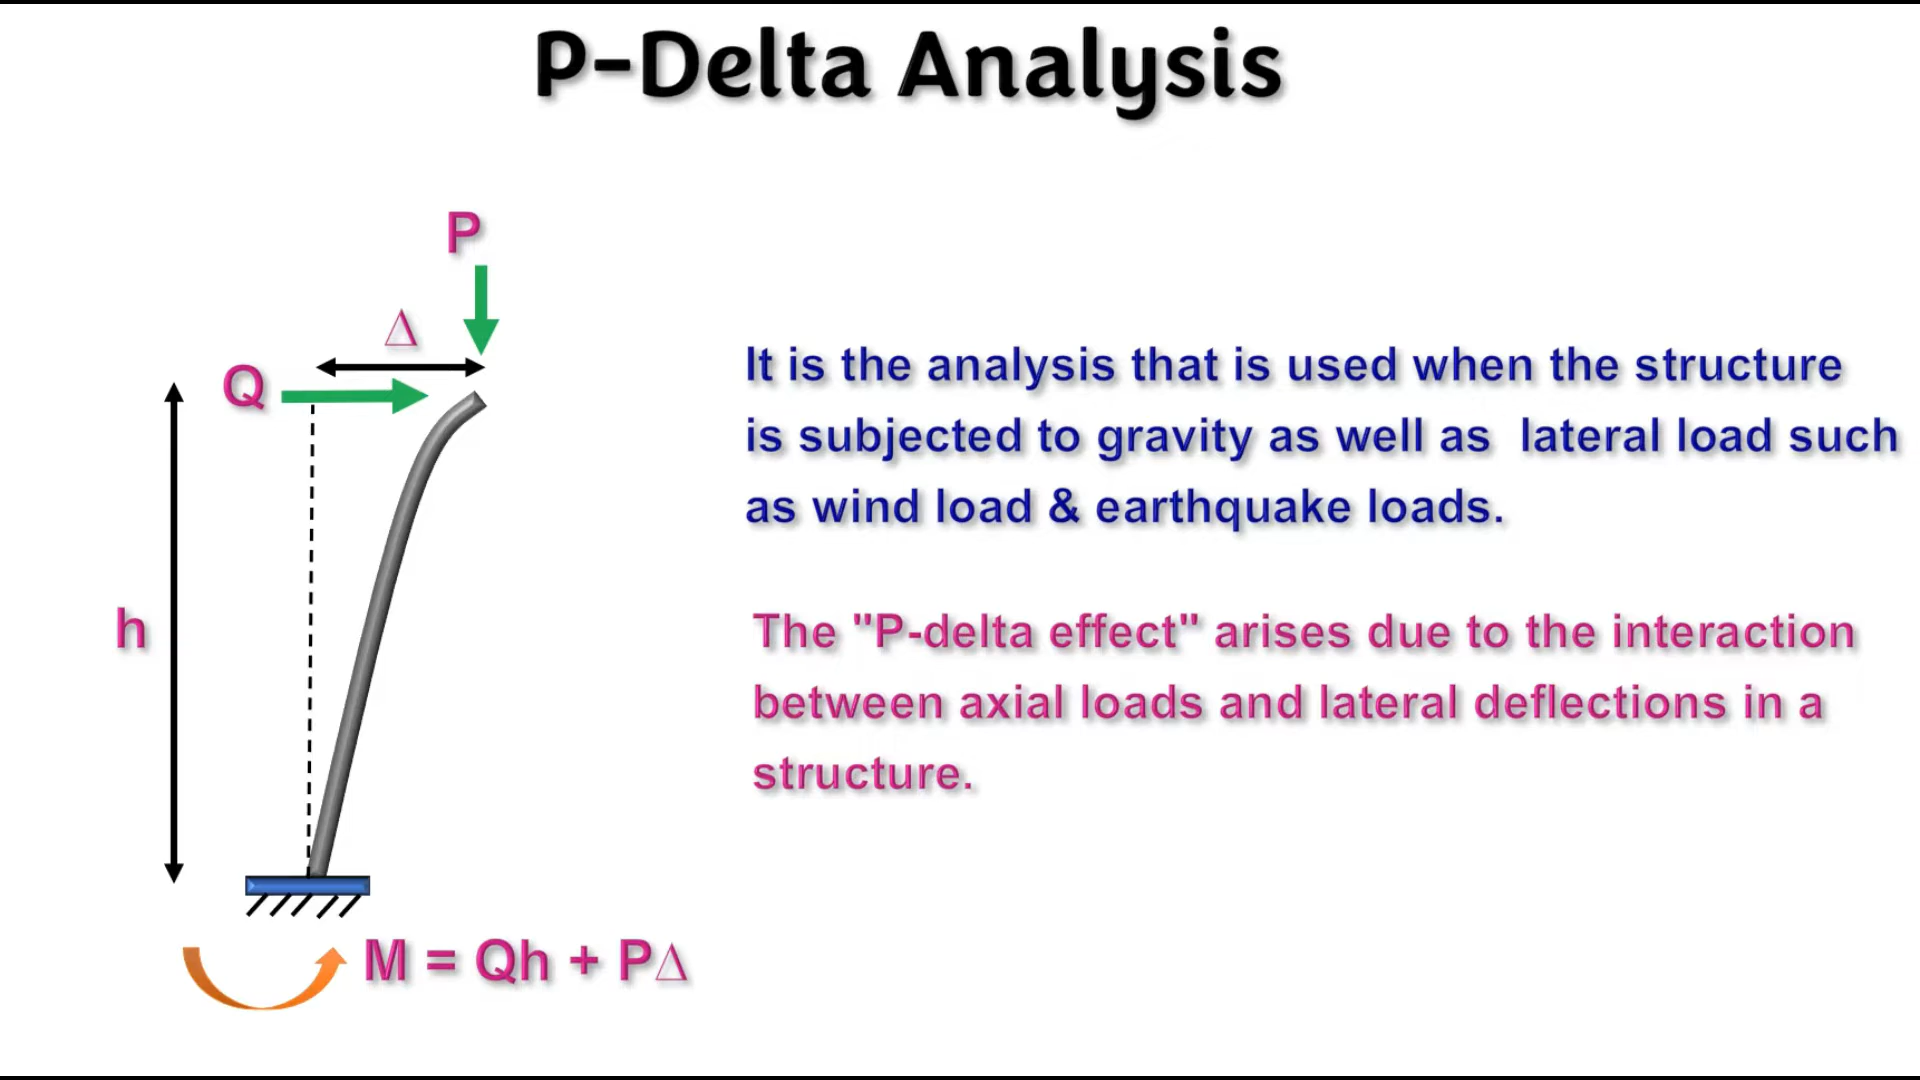 P-Delta Analysis
P
Δ
Q
h
It is the analysis that is used when the structure
is subjected to gravity as well as lateral load such
as wind load & earthquake loads.
The "P-delta effect" arises due to the interaction
between axial loads and lateral deflections in a
structure.
M = Qh + PΔ